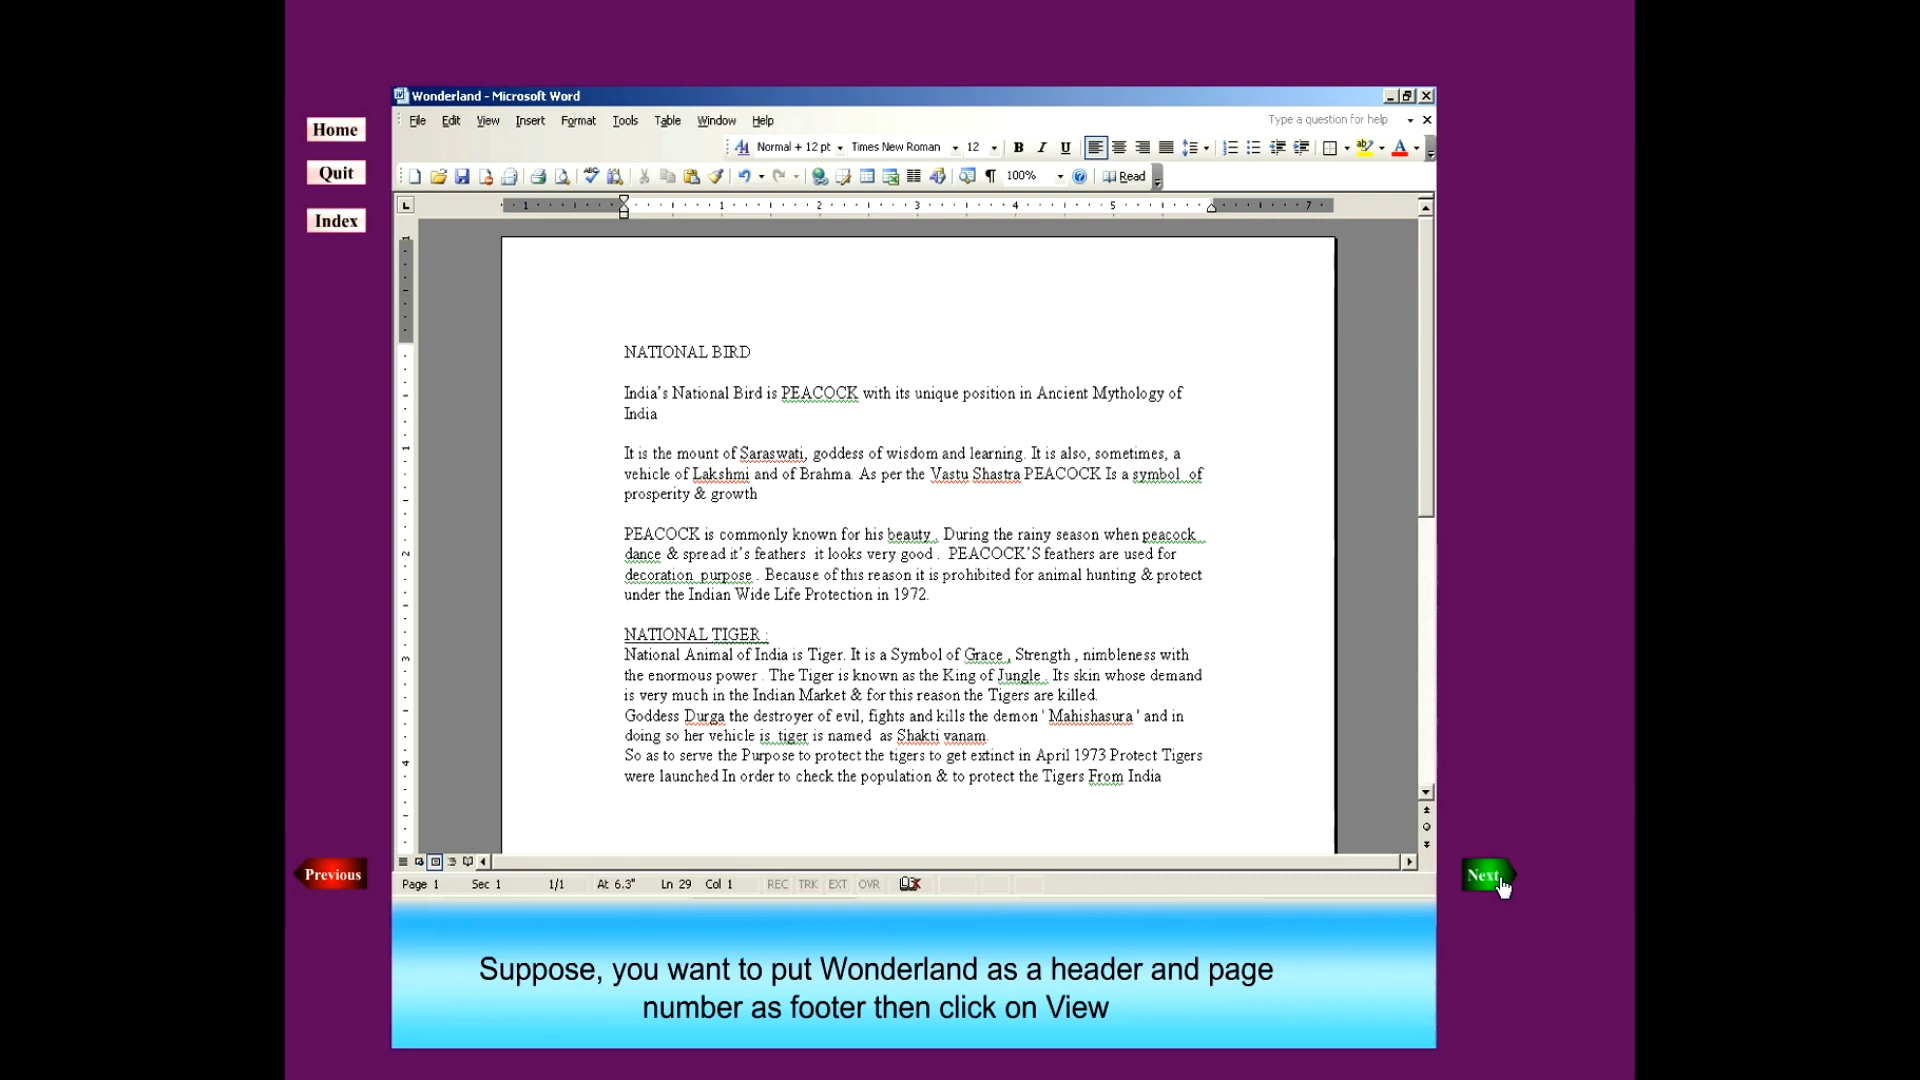 Wonderland - Microsoft Word
Home
File Edit View Insert Format Tools Table Window Help
Type a question for help
Normal + 12 pt Times New Roman 12 B I U
Quit
100% Read
Index
1 1 2 3 4 5 7
NATIONAL BIRD
India's National Bird is PEACOCK with its unique position in Ancient Mythology of
India
It is the mount of Saraswati, goddess of wisdom and learning. It is also, sometimes, a
vehicle of Lakshmi and of Brahma. As per the Vastu Shastra PEACOCK Is a symbol of
prosperity & growth
PEACOCK is commonly known for his beauty . During the rainy season when peacock
dance & spread it's feathers it looks very good . PEACOCK'S feathers are used for
decoration purpose . Because of this reason it is prohibited for animal hunting & protect
under the Indian Wide Life Protection in 1972.
NATIONAL TIGER :
National Animal of India is Tiger. It is a Symbol of Grace , Strength , nimbleness with
the enormous power . The Tiger is known as the King of Jungle . Its skin whose demand
is very much in the Indian Market & for this reason the Tigers are killed.
Goddess Durga the destroyer of evil, fights and kills the demon ' Mahishasura ' and in
doing so her vehicle is tiger is named as Shakti vanam.
So as to serve the Purpose to protect the tigers to get extinct in April 1973 Protect Tigers
were launched In order to check the population & to protect the Tigers From India
Previous
Next
Page 1 Sec 1 1/1 At 6.3" Ln 29 Col 1 REC TRK EXT OVR
Suppose, you want to put Wonderland as a header and page
number as footer then click on View